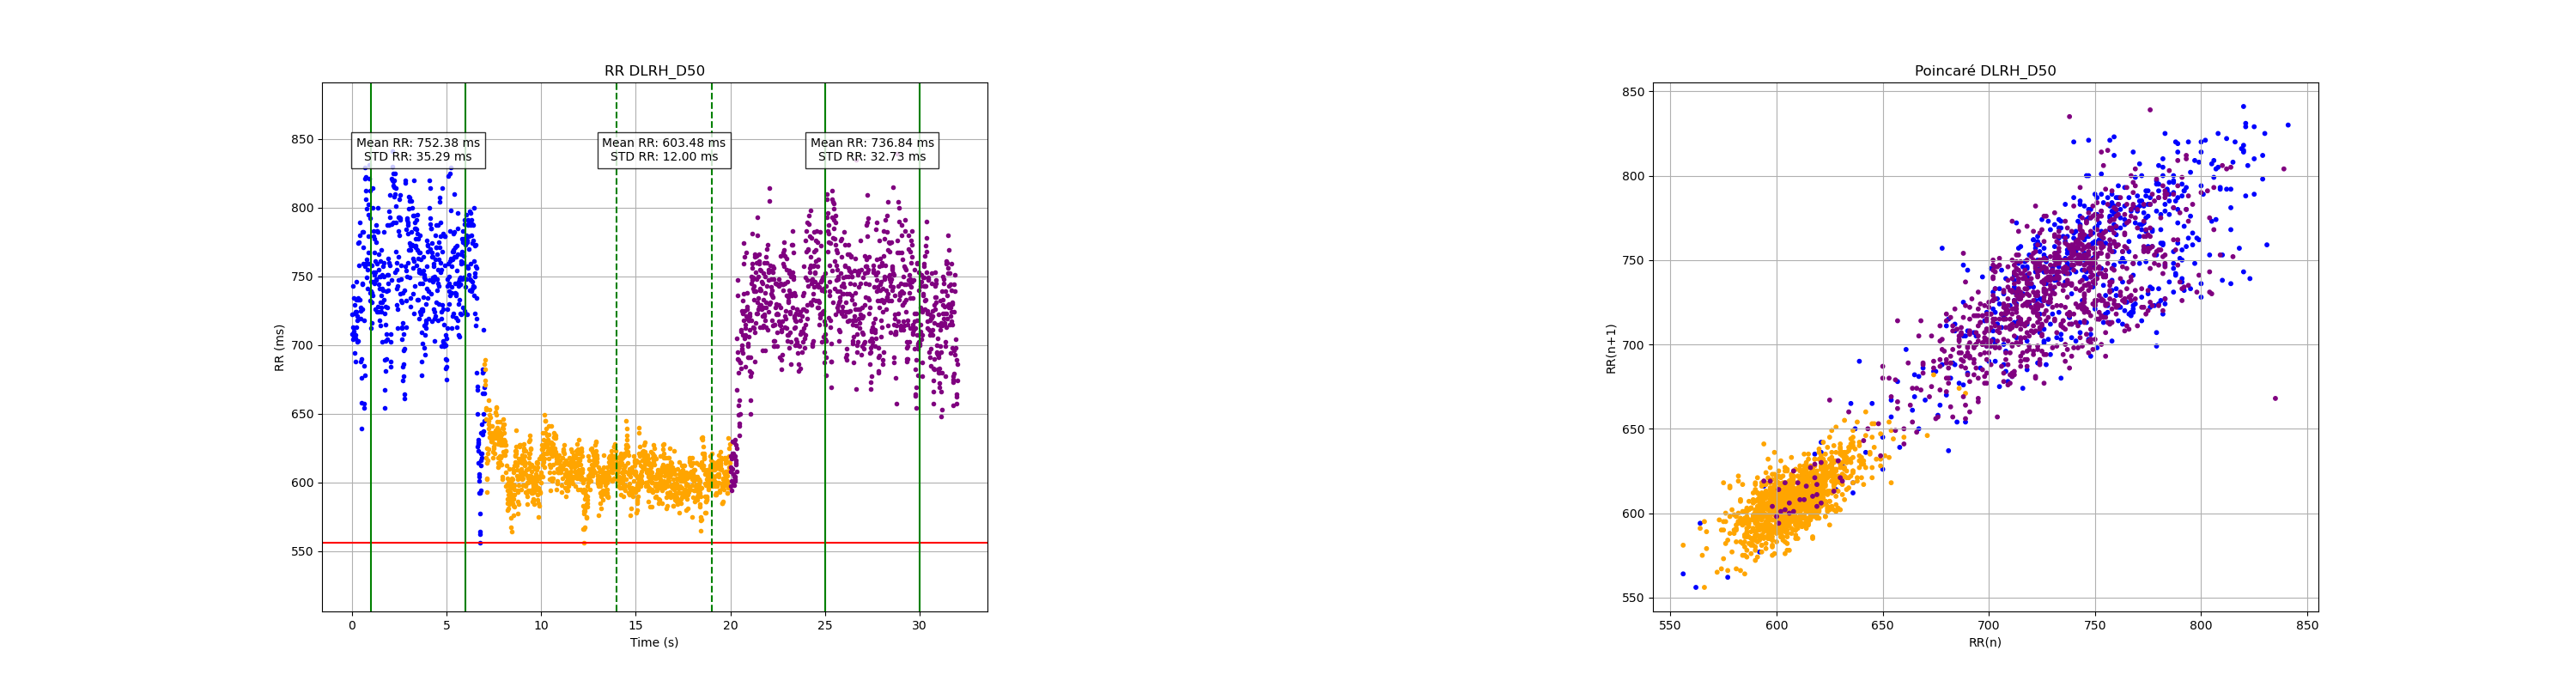 RR DLRH_D50
Mean RR: 752.38 ms
STD RR: 35.29 ms
Mean RR: 603.48 ms
STD RR: 12.00 ms
Mean RR: 736.84 ms
STD RR: 32.73 ms
850
800
750
700
650
600
550
RR (ms)
0 5 10 15 20 25 30
Time (s)
Poincaré DLRH_D50
850
800
750
700
650
600
550
RR(n+1)
550 600 650 700 750 800 850
RR(n)